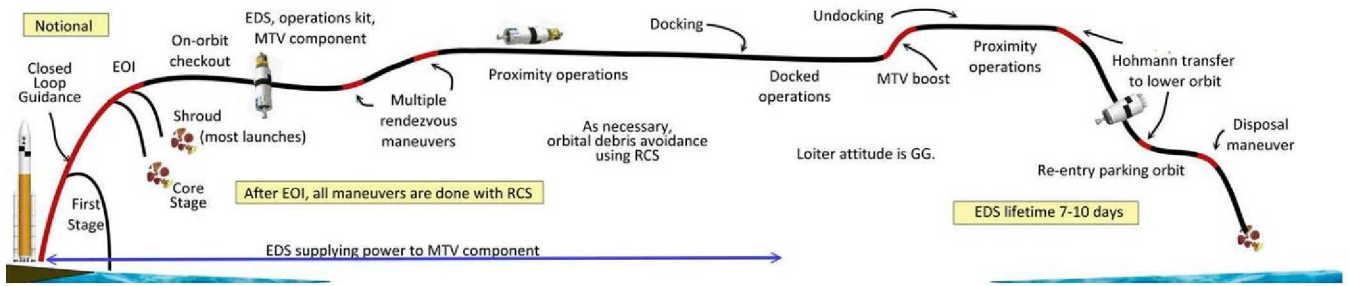 Notional
Closed
Loop
Guidance
EOI
On-orbit
checkout
EDS, operations kit,
MTV component
Shroud
(most launches)
Core
Stage
First
Stage
Multiple
rendezvous
maneuvers
After EOI, all maneuvers are done with RCS
EDS supplying power to MTV component
Proximity operations
As necessary,
orbital debris avoidance
using RCS
Docking
Docked
operations
Undocking
MTV boost
Loiter attitude is GG.
Proximity
operations
Hohmann transfer
to lower orbit
Re-entry parking orbit
Disposal
maneuver
EDS lifetime 7-10 days